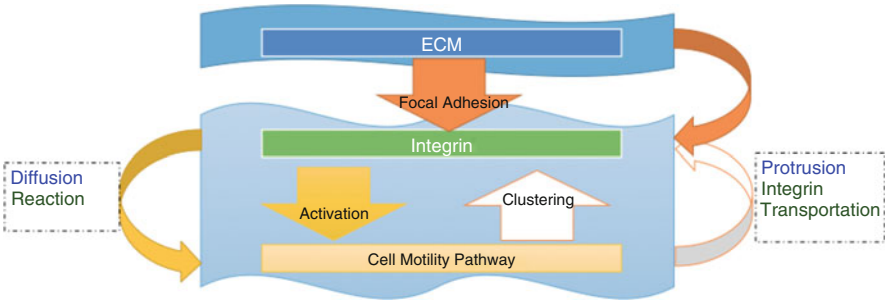 ECM
Focal Adhesion
Integrin
Diffusion
Reaction
Protrusion
Integrin
Transportation
Activation
Clustering
Cell Motility Pathway